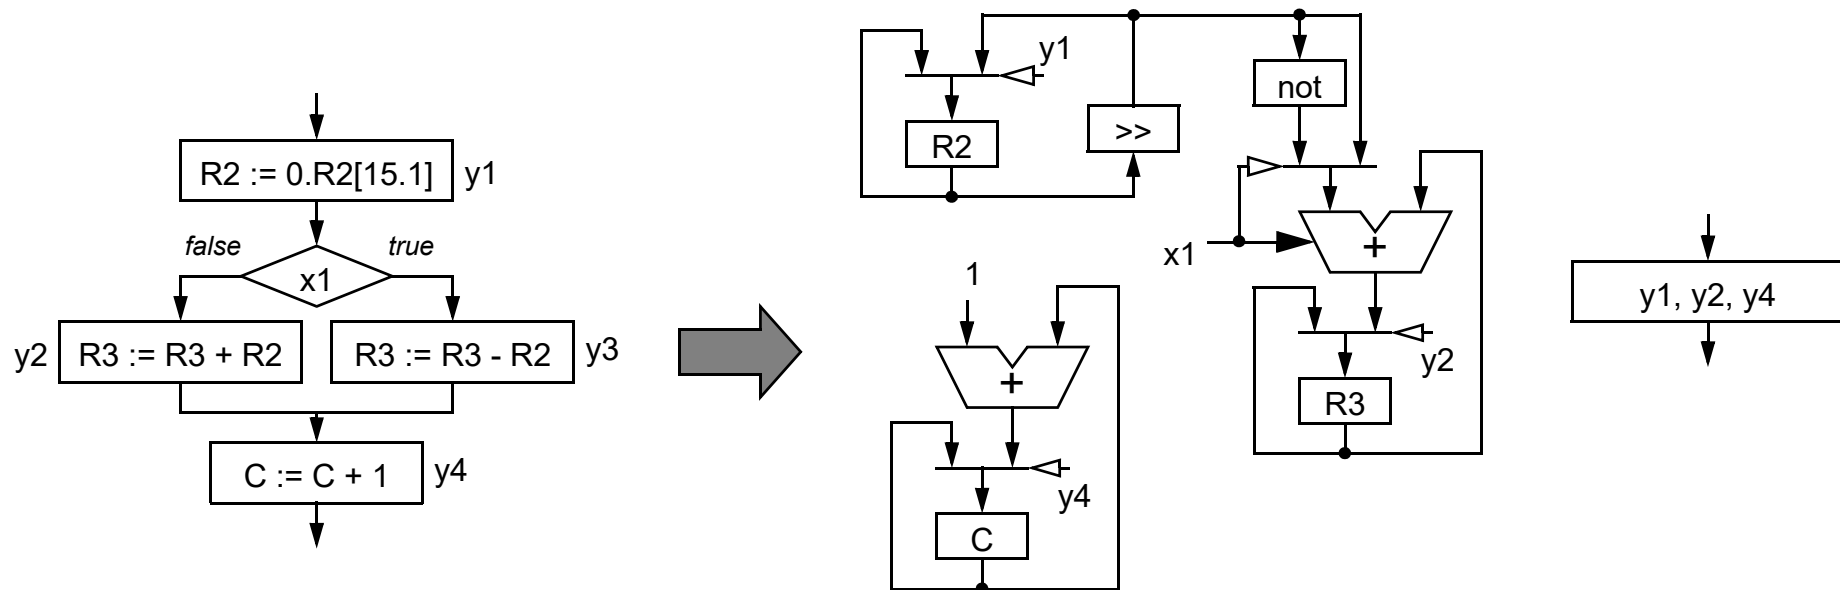 R2 := 0.R2[15.1] y1
false true
x1
y2 R3 := R3 + R2 R3 := R3 - R2 y3
C := C + 1 y4
y1
not
R2 >>
x1 +
1
+
y2
R3
y4
C
y1, y2, y4